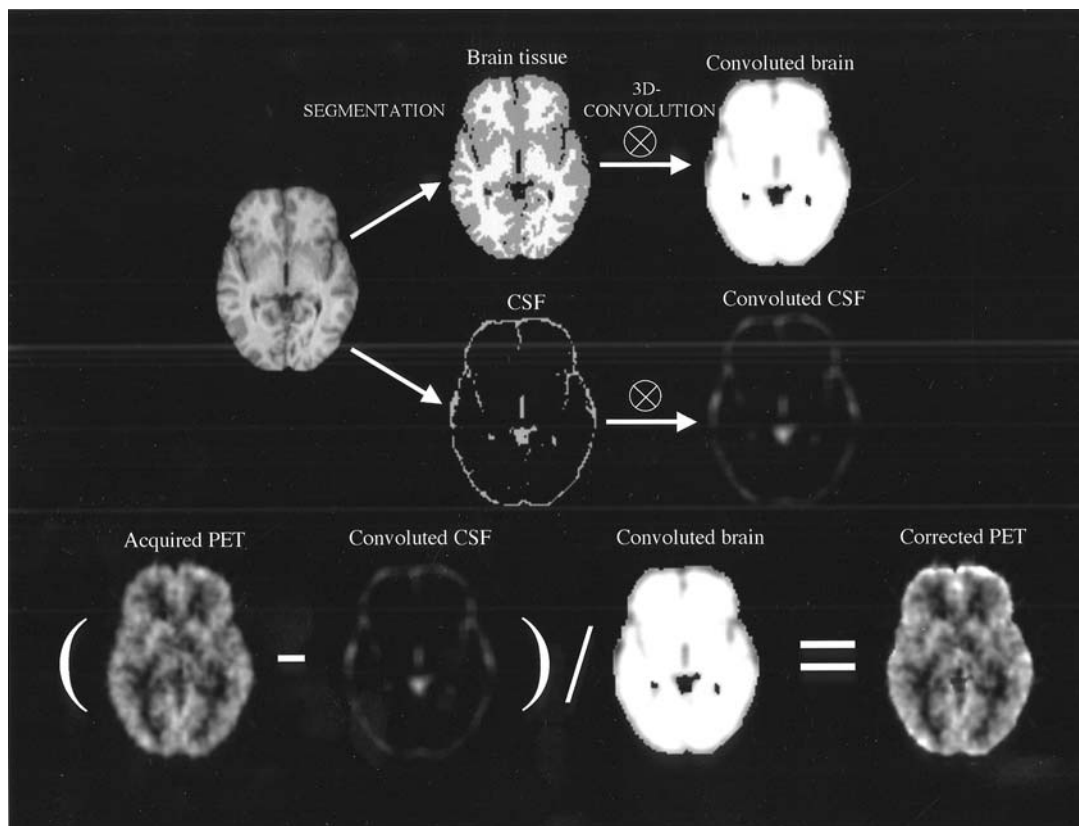 Brain tissue
Convoluted brain
SEGMENTATION
3D-
CONVOLUTION
CSF
Convoluted CSF
Acquired PET
Convoluted CSF
Convoluted brain
Corrected PET
( - ) / =